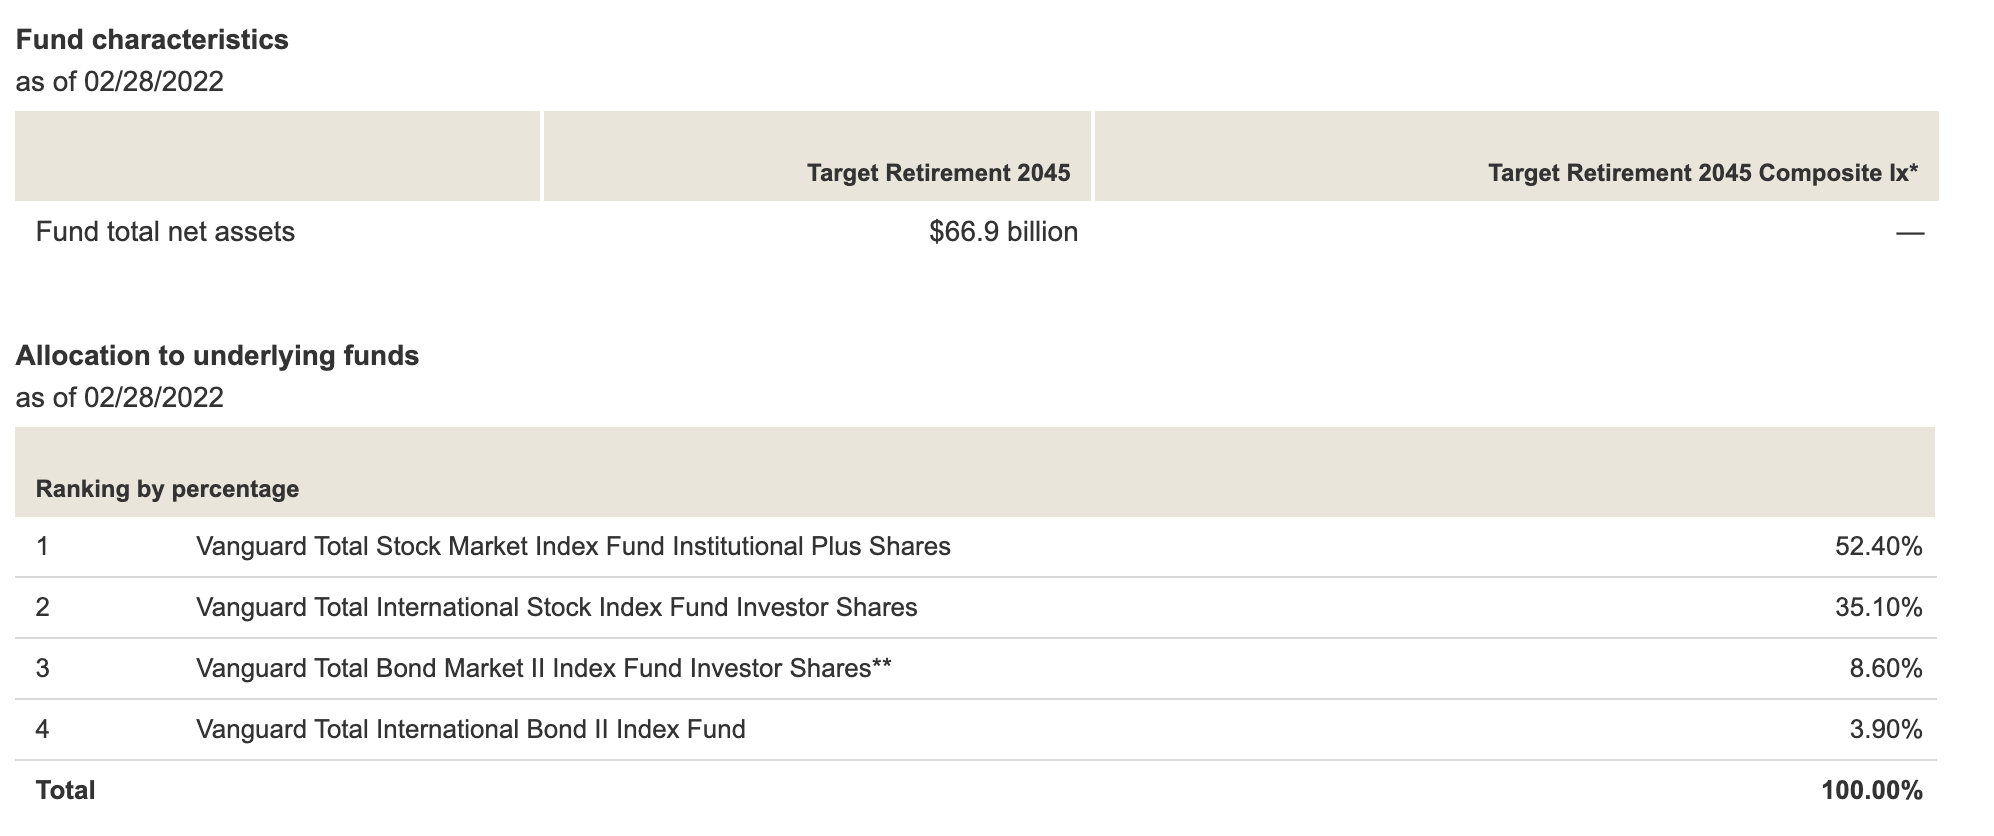 Fund characteristics
as of 02/28/2022
Target Retirement 2045 Target Retirement 2045 Composite Ix*
Fund total net assets $66.9 billion —
Allocation to underlying funds
as of 02/28/2022
Ranking by percentage
1 Vanguard Total Stock Market Index Fund Institutional Plus Shares 52.40%
2 Vanguard Total International Stock Index Fund Investor Shares 35.10%
3 Vanguard Total Bond Market II Index Fund Investor Shares** 8.60%
4 Vanguard Total International Bond II Index Fund 3.90%
Total 100.00%